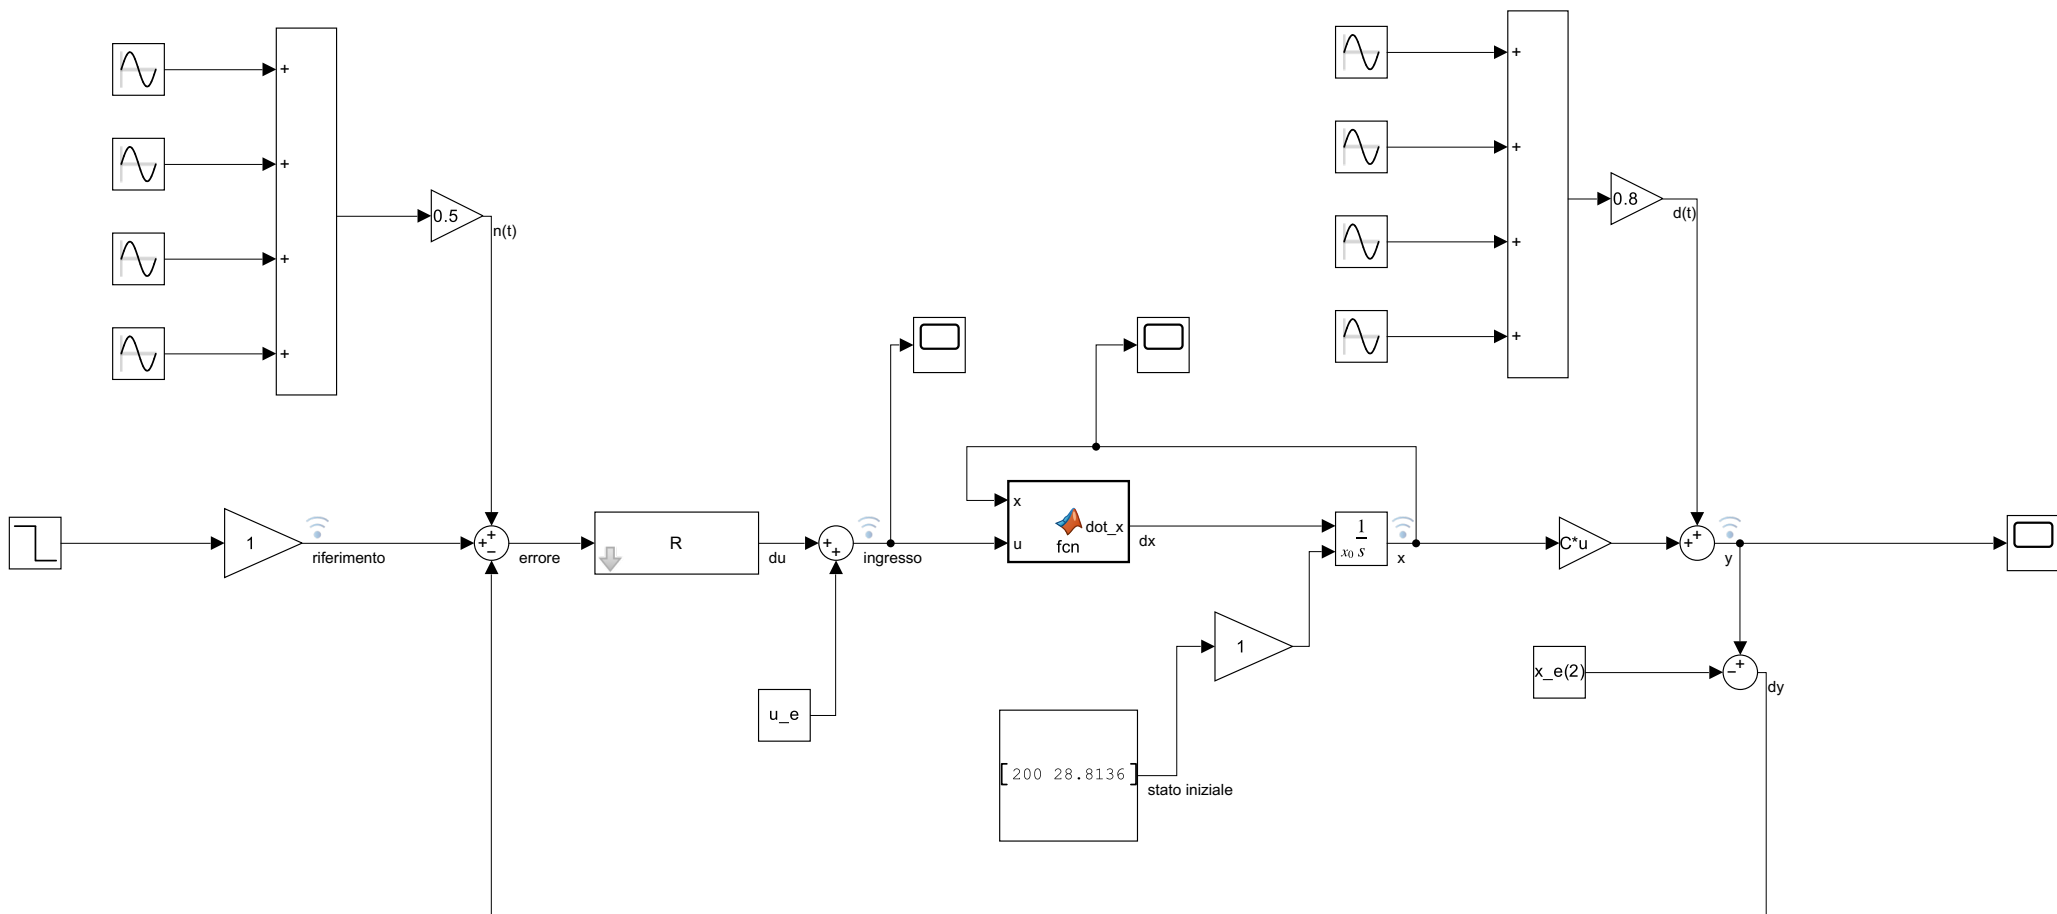 +
+
+
+
0.5
n(t)
+
+
+
+
0.8
d(t)
1
riferimento
+
+
−
errore
R
du
+
+
ingresso
x
u
fcn
dot_x
dx
1
x₀ s
x
C*u
+
+
y
1
x_e(2)
−
+
dy
u_e
[ 200 28.8136 ]
stato iniziale